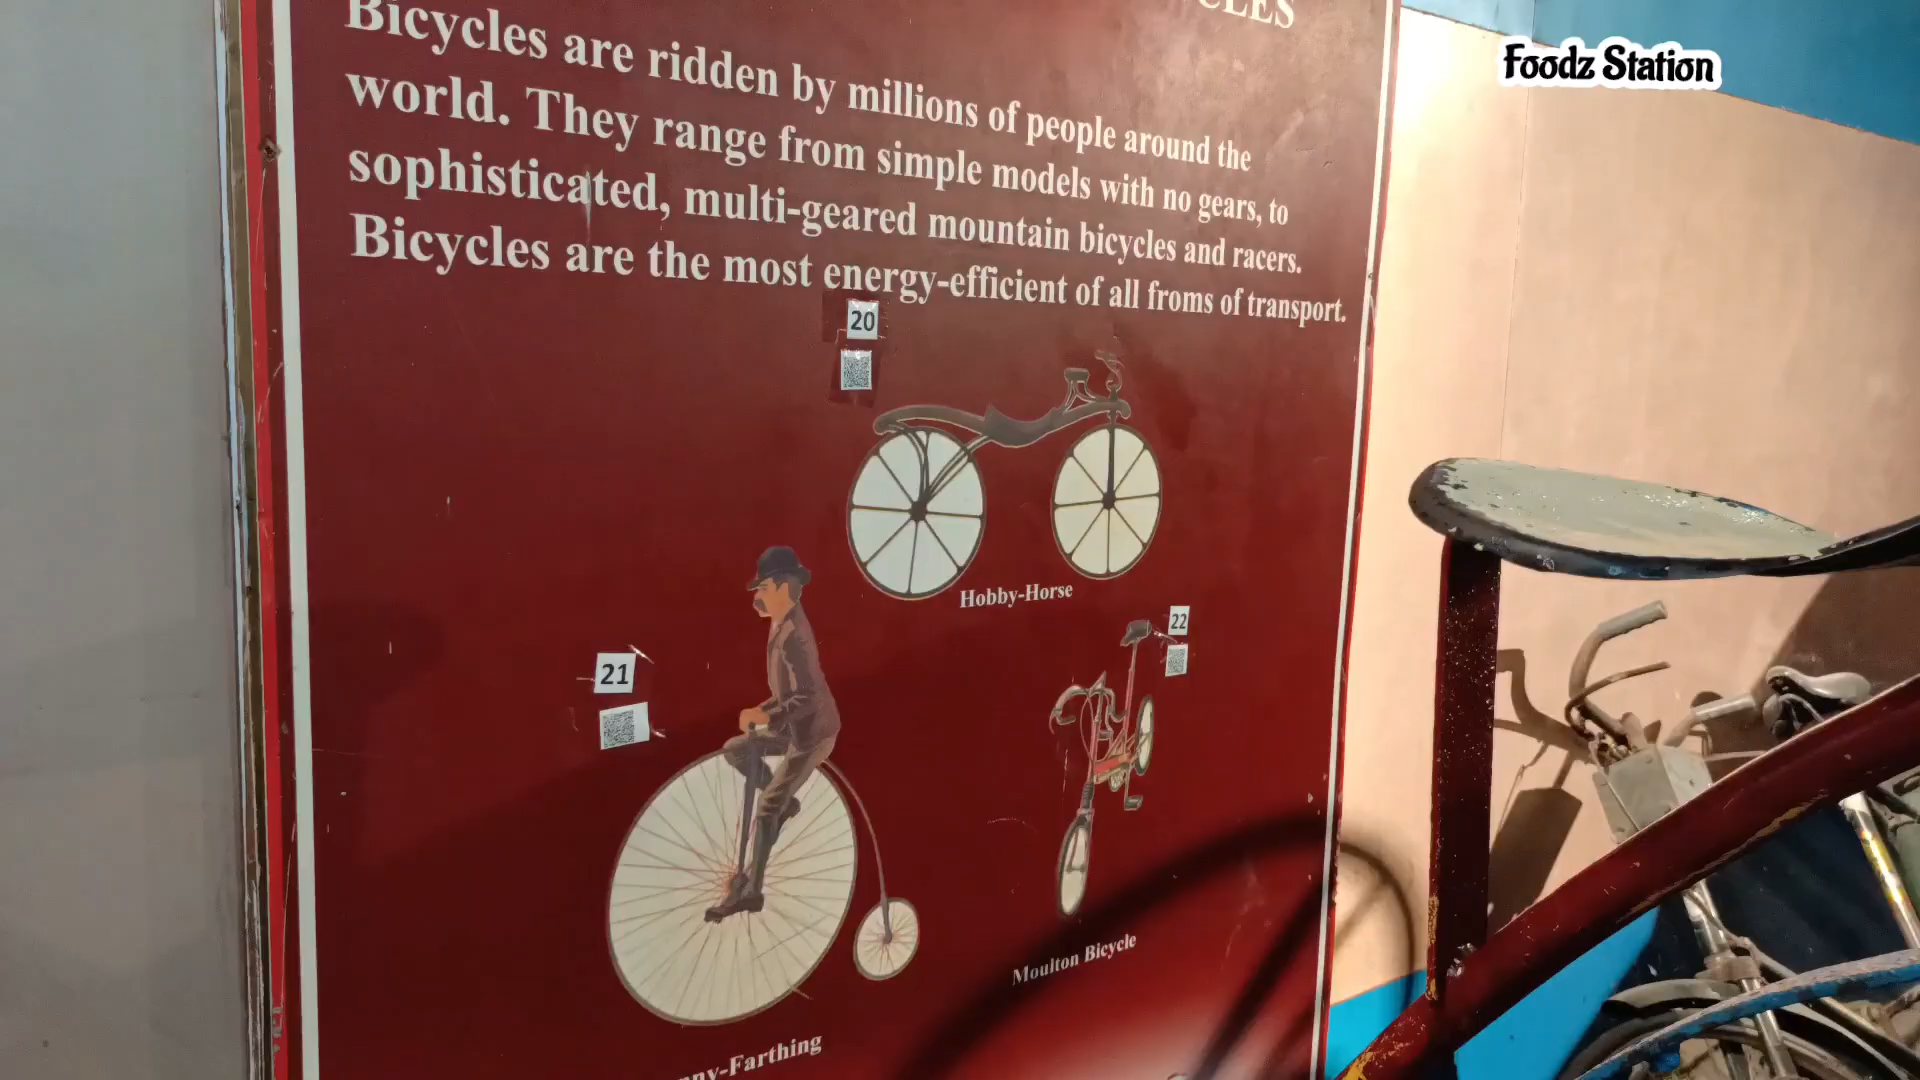 Bicycles are ridden by millions of people around the
world. They range from simple models with no gears, to
sophisticated, multi-geared mountain bicycles and racers.
Bicycles are the most energy-efficient of all froms of transport.
Foodz Station
20
Hobby-Horse
21
22
Moulton Bicycle